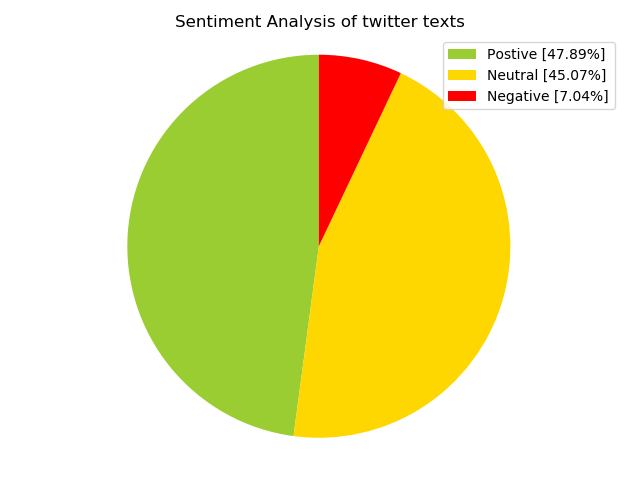 Sentiment Analysis of twitter texts
Postive [47.89%]
Neutral [45.07%]
Negative [7.04%]